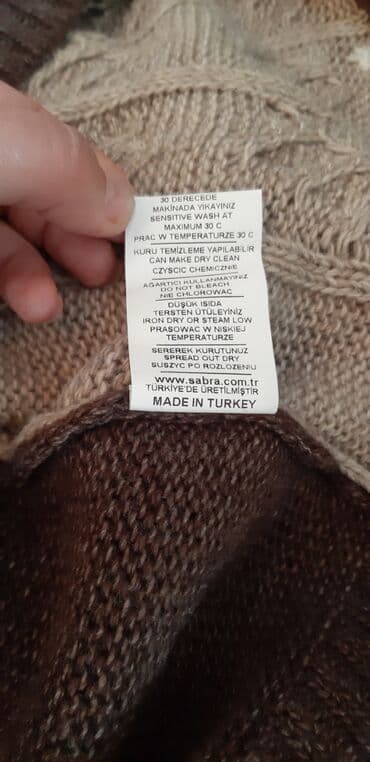 30 DERECEDE
MAKİNADA YIKAYINIZ
SENSITIVE WASH AT
MAXIMUM 30 C
PRAC W TEMPERATURZE 30 C
KURU TEMİZLEME YAPILABİLİR
CAN MAKE DRY CLEAN
CZYSCIC CHEMICZNIE
AĞARTICI KULLANMAYINIZ
DO NOT BLEACH
NIE CHLOROWAC
DÜŞÜK ISIDA
TERSTEN ÜTÜLEYİNİZ
IRON DRY OR STEAM LOW
PRASOWAC W NISKIEJ
TEMPERATURZE
SEREREK KURUTUNUZ
SPREAD OUT DRY
SUSZYC PO ROZLOZENIU
www.sabra.com.tr
TÜRKİYE'DE ÜRETİLMİŞTİR
MADE IN TURKEY